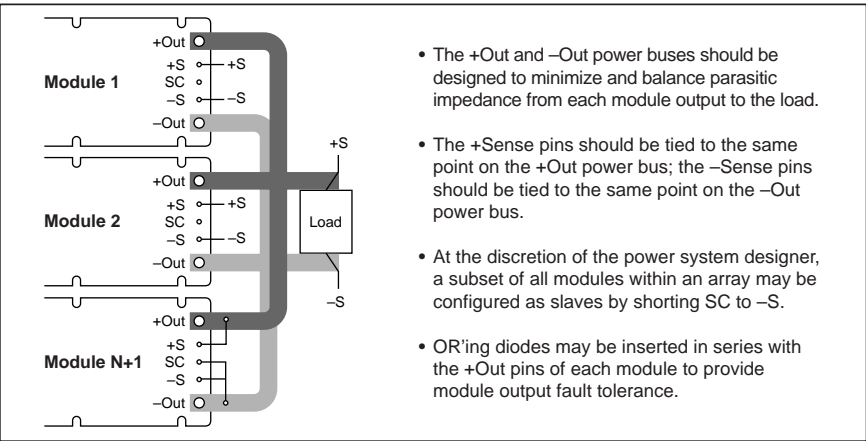 +Out
+S
+S
Module 1
SC
–S
–S
–Out
+S
+Out
+S
+S
Module 2
SC
Load
–S
–S
–Out
–S
+Out
+S
Module N+1
SC
–S
–Out
• The +Out and –Out power buses should be
designed to minimize and balance parasitic
impedance from each module output to the load.
• The +Sense pins should be tied to the same
point on the +Out power bus; the –Sense pins
should be tied to the same point on the –Out
power bus.
• At the discretion of the power system designer,
a subset of all modules within an array may be
configured as slaves by shorting SC to –S.
• OR'ing diodes may be inserted in series with
the +Out pins of each module to provide
module output fault tolerance.